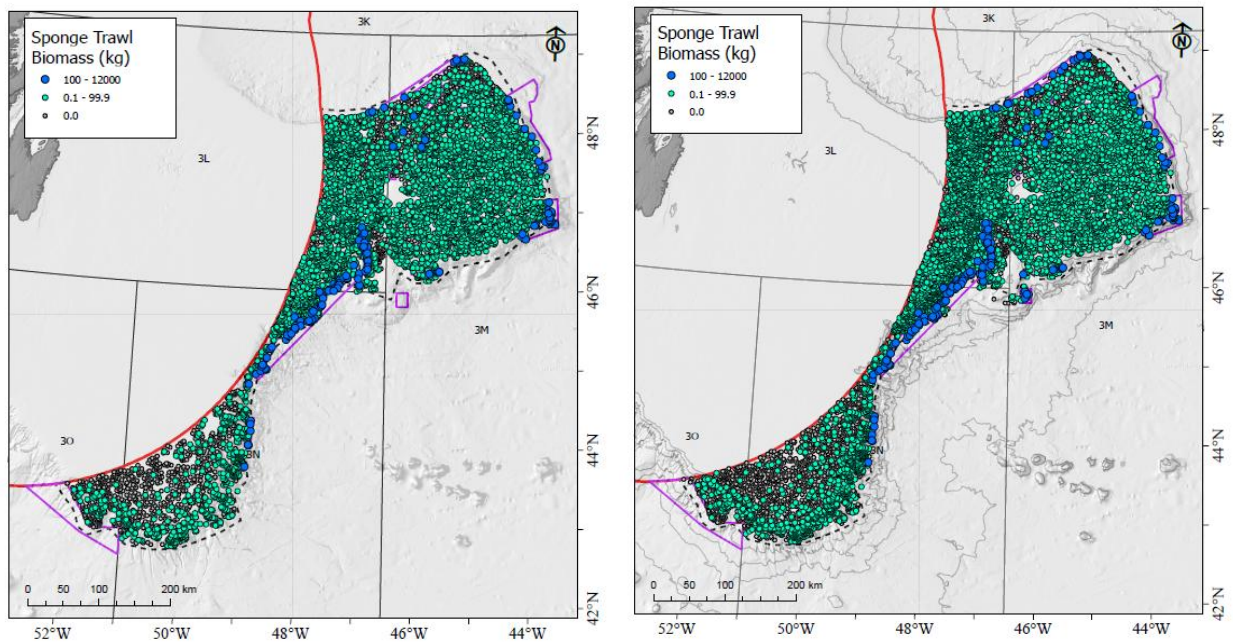 Sponge Trawl
Biomass (kg)
100 - 12000
0.1 - 99.9
0.0
3K
N
3L
48°N
46°N
3M
3O
44°N
0 50 100 200 km
42°N
52°W 50°W 48°W 46°W 44°W
Sponge Trawl
Biomass (kg)
100 - 12000
0.1 - 99.9
0.0
3K
N
3L
48°N
46°N
3M
3O
44°N
0 50 100 200 km
42°N
52°W 50°W 48°W 46°W 44°W